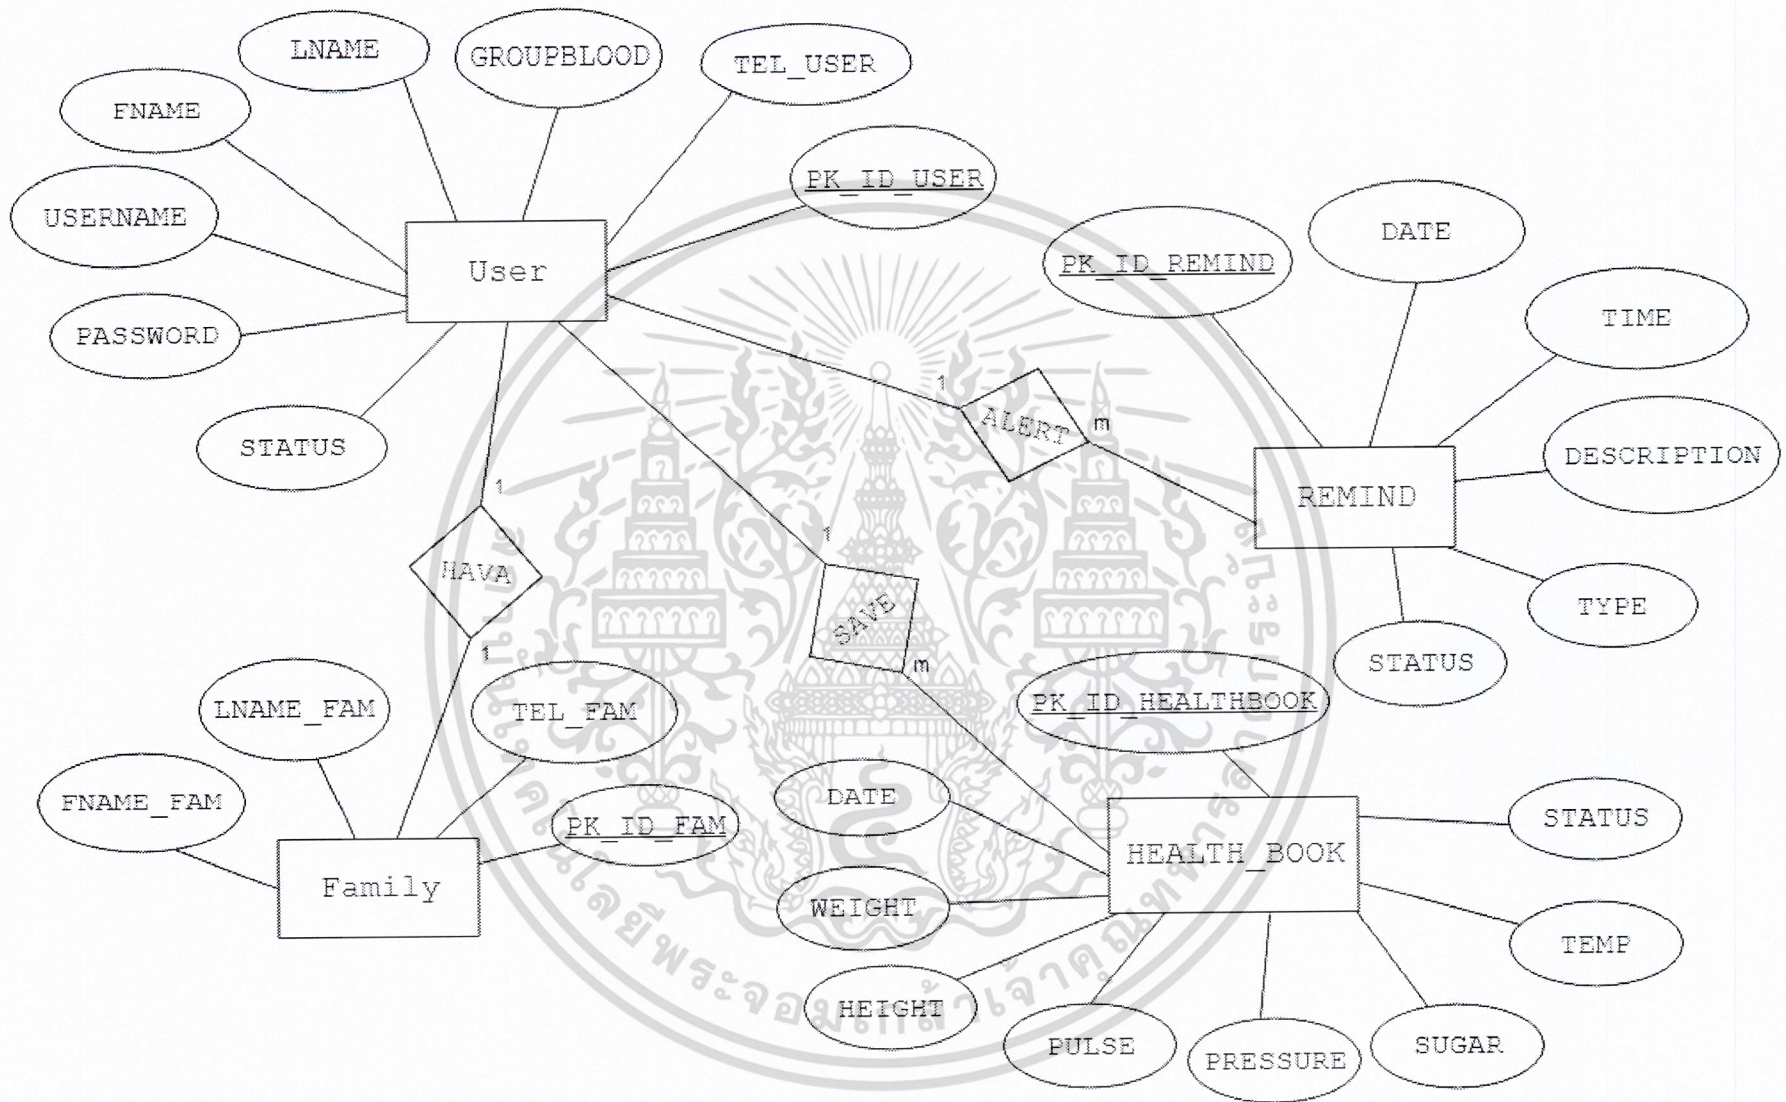 LNAME
GROUPBLOOD
TEL_USER
FNAME
PK_ID_USER
USERNAME
User
PASSWORD
STATUS
PK_ID_REMIND
DATE
TIME
DESCRIPTION
REMIND
TYPE
STATUS
1
ALERT
m
1
HAVA
1
1
SAVE
m
LNAME_FAM
TEL_FAM
FNAME_FAM
PK_ID_FAM
Family
PK_ID_HEALTHBOOK
DATE
STATUS
HEALTH_BOOK
WEIGHT
TEMP
HEIGHT
PULSE
PRESSURE
SUGAR